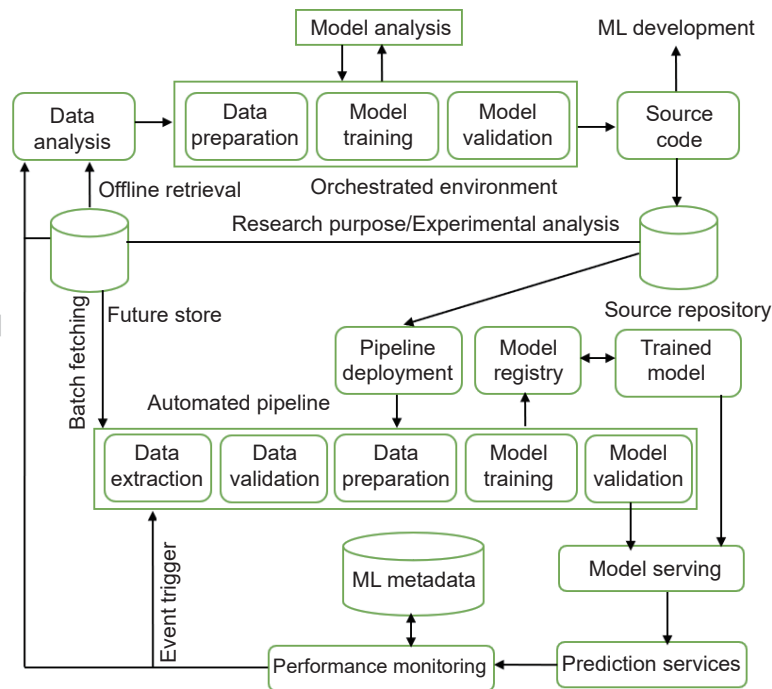 Model analysis
ML development
Data
analysis
Data
preparation
Model
training
Model
validation
Source
code
Offline retrieval
Orchestrated environment
Research purpose/Experimental analysis
Batch fetching
Future store
Source repository
Pipeline
deployment
Model
registry
Trained
model
Automated pipeline
Data
extraction
Data
validation
Data
preparation
Model
training
Model
validation
Event trigger
ML metadata
Model serving
Performance monitoring
Prediction services